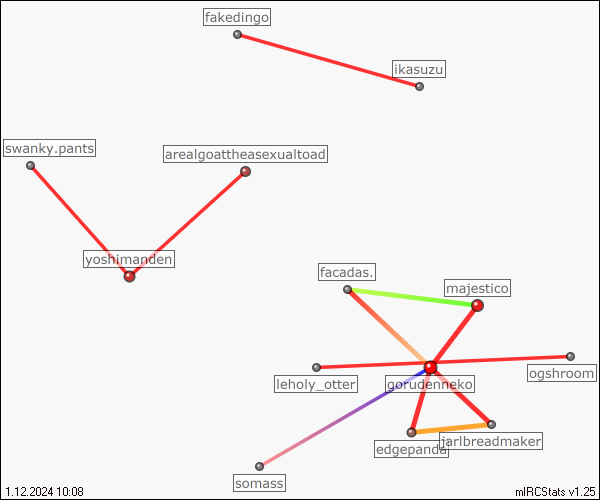 fakedingo
ikasuzu
swanky.pants
arealgoattheasexualtoad
yoshimanden
facadas.
majestico
ogshroom
leholy_otter
gorudenneko
jarlbreadmaker
edgepanda
somass
1.12.2024 10:08
mIRCStats v1.25